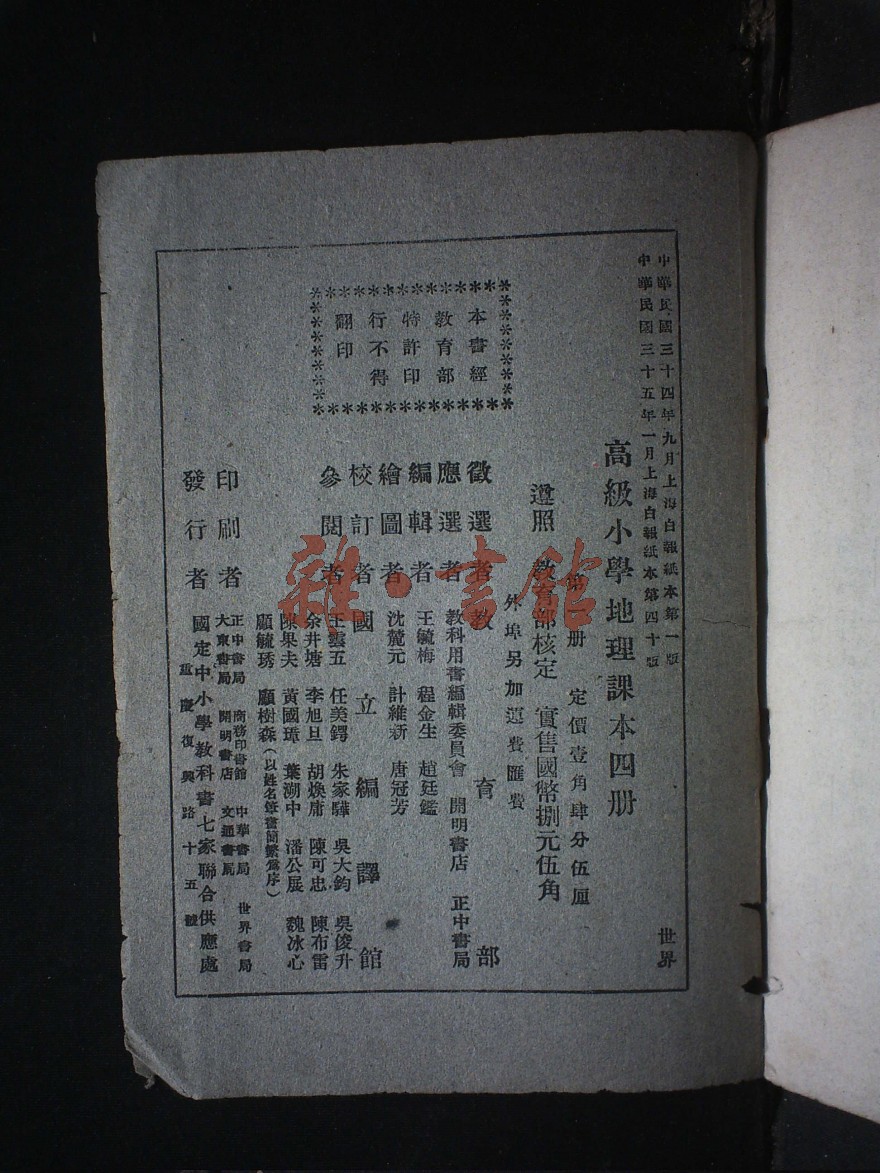 中華民國三十四年九月上海白報紙本第一版
中華民國三十五年一月上海白報紙本第四十版
世界
高級小學地理課本四册
册 定價壹角肆分伍厘
遵照教育部核定 實售國幣捌元伍角
外埠另加運費匯費
本書經
教育部
特許印
行不得
翻印
徵選者 教育部
應選者 教科用書編輯委員會 開明書店 正中書局
編輯者 王毓梅 程金生 趙廷鑑
繪圖者 沈麓元 計維新 唐冠芳
校訂者 國立編譯館
參閱者 王雲五 任美鍔 朱家驊 吳大鈞 吳俊升
余井塘 李旭旦 胡煥庸 陳可忠 陳布雷
陳果夫 黃國璋 葉溯中 潘公展 魏冰心
顧毓琇 顧樹森(以姓名筆畫簡繁為序)
印刷者 正中書局 商務印書館 中華書局 世界書局
大東書局 開明書店 文通書局
發行者 國定中小學教科書七家聯合供應處
重慶復興路十五號
雜·書館